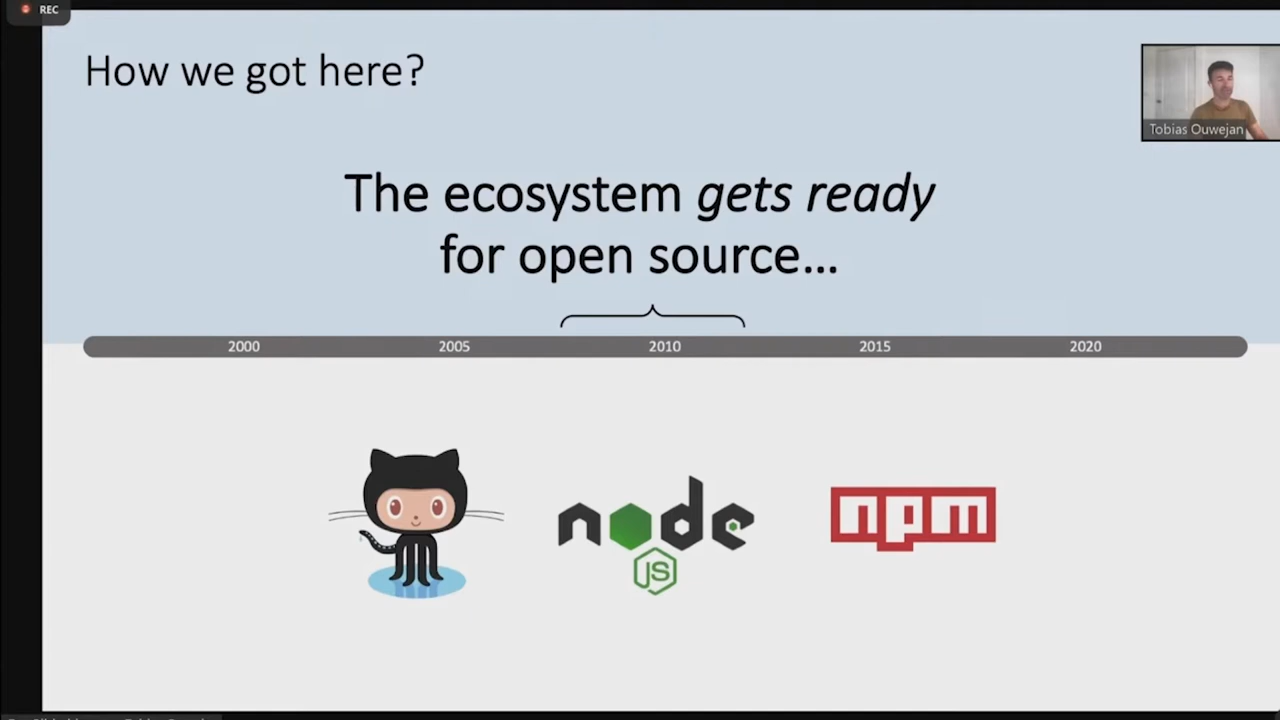 REC
How we got here?
Tobias Ouwejan
The ecosystem gets ready
for open source...
2000 2005 2010 2015 2020
node
JS
npm